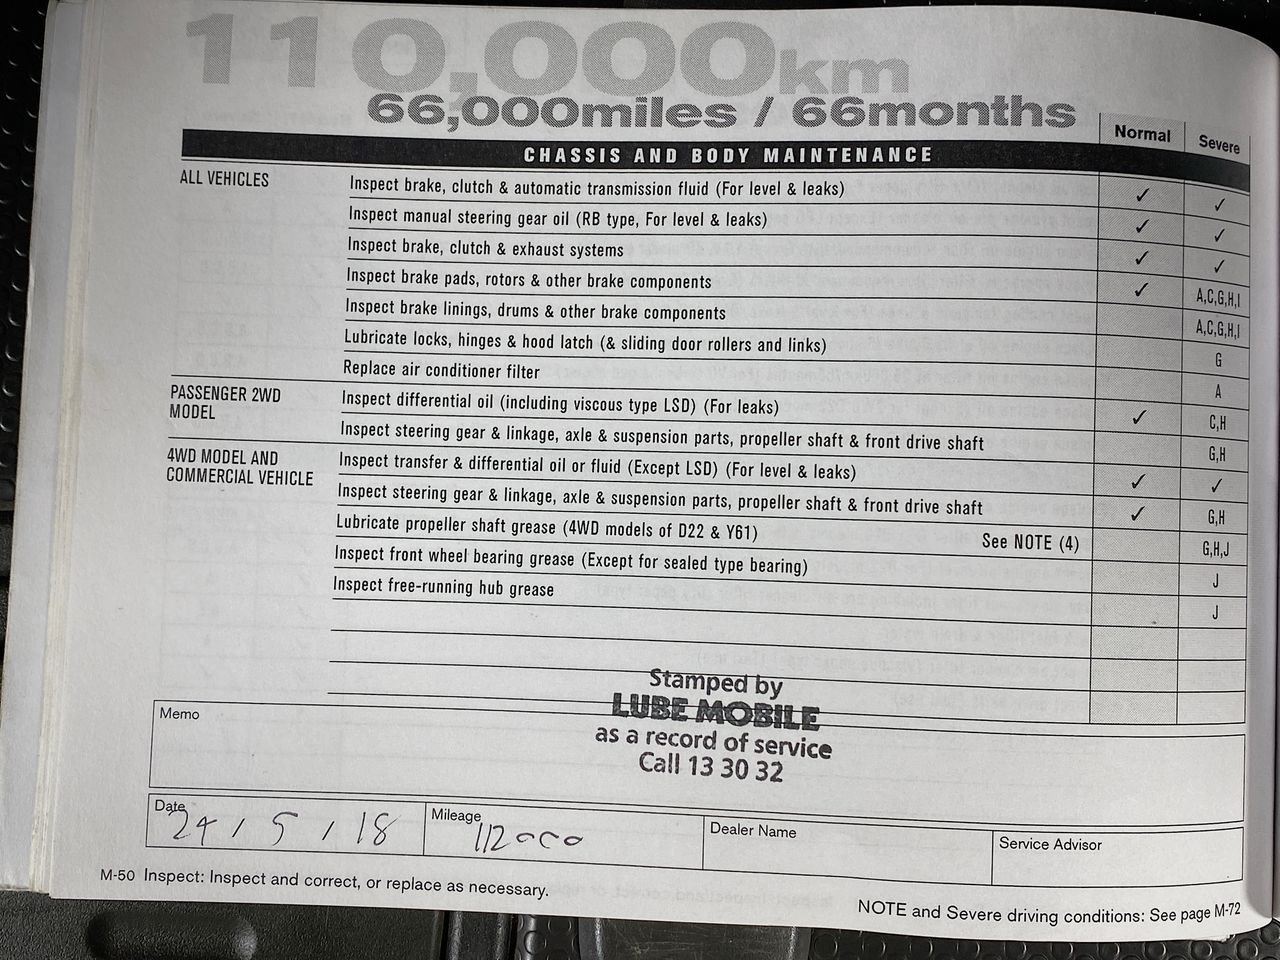 110,000km
66,000miles / 66months
Normal Severe
CHASSIS AND BODY MAINTENANCE
ALL VEHICLES Inspect brake, clutch & automatic transmission fluid (For level & leaks) ✓ ✓
Inspect manual steering gear oil (RB type, For level & leaks) ✓ ✓
Inspect brake, clutch & exhaust systems ✓ ✓
Inspect brake pads, rotors & other brake components ✓ A,C,G,H,I
Inspect brake linings, drums & other brake components A,C,G,H,I
Lubricate locks, hinges & hood latch (& sliding door rollers and links) G
Replace air conditioner filter A
PASSENGER 2WD MODEL Inspect differential oil (including viscous type LSD) (For leaks) ✓ C,H
Inspect steering gear & linkage, axle & suspension parts, propeller shaft & front drive shaft G,H
4WD MODEL AND COMMERCIAL VEHICLE Inspect transfer & differential oil or fluid (Except LSD) (For level & leaks) ✓ ✓
Inspect steering gear & linkage, axle & suspension parts, propeller shaft & front drive shaft ✓ G,H
Lubricate propeller shaft grease (4WD models of D22 & Y61) See NOTE (4) G,H,J
Inspect front wheel bearing grease (Except for sealed type bearing) J
Inspect free-running hub grease J
Stamped by
LUBE MOBILE
as a record of service
Call 13 30 32
Memo
Date 24 / 5 / 18 Mileage 112000 Dealer Name Service Advisor
M-50 Inspect: Inspect and correct, or replace as necessary.
NOTE and Severe driving conditions: See page M-72